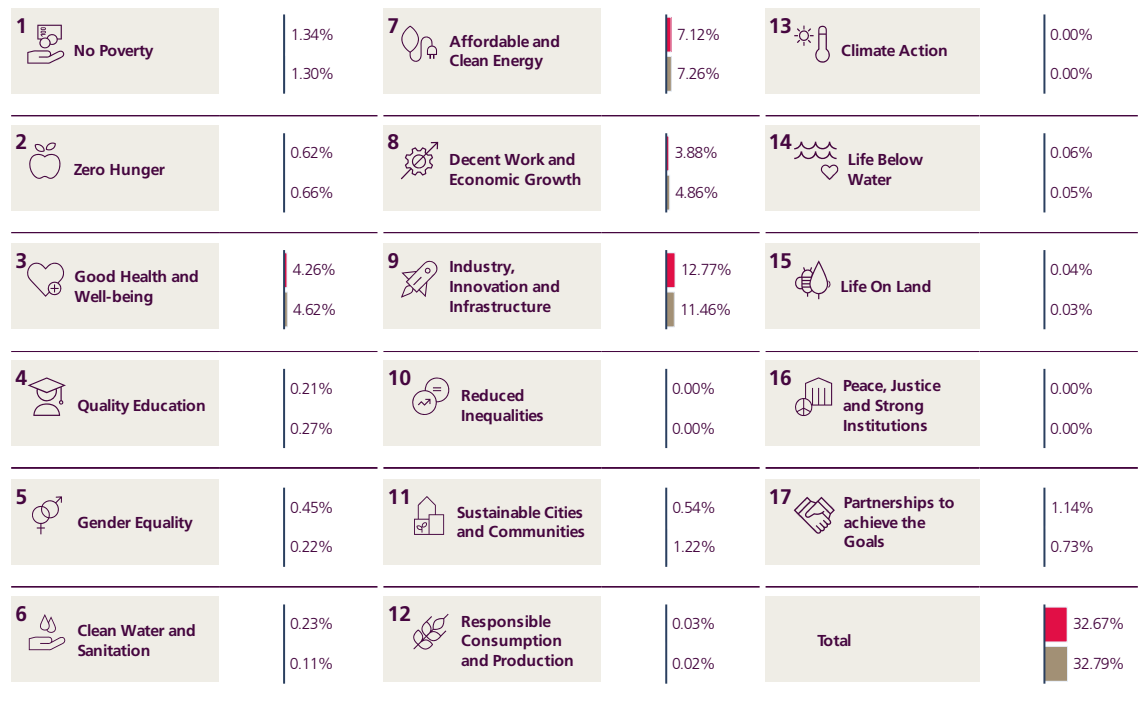 1
No Poverty
1.34%
1.30%
2
Zero Hunger
0.62%
0.66%
3
Good Health and
Well-being
4.26%
4.62%
4
Quality Education
0.21%
0.27%
5
Gender Equality
0.45%
0.22%
6
Clean Water and
Sanitation
0.23%
0.11%
7
Affordable and
Clean Energy
7.12%
7.26%
8
Decent Work and
Economic Growth
3.88%
4.86%
9
Industry,
Innovation and
Infrastructure
12.77%
11.46%
10
Reduced
Inequalities
0.00%
0.00%
11
Sustainable Cities
and Communities
0.54%
1.22%
12
Responsible
Consumption
and Production
0.03%
0.02%
13
Climate Action
0.00%
0.00%
14
Life Below
Water
0.06%
0.05%
15
Life On Land
0.04%
0.03%
16
Peace, Justice
and Strong
Institutions
0.00%
0.00%
17
Partnerships to
achieve the
Goals
1.14%
0.73%
Total
32.67%
32.79%